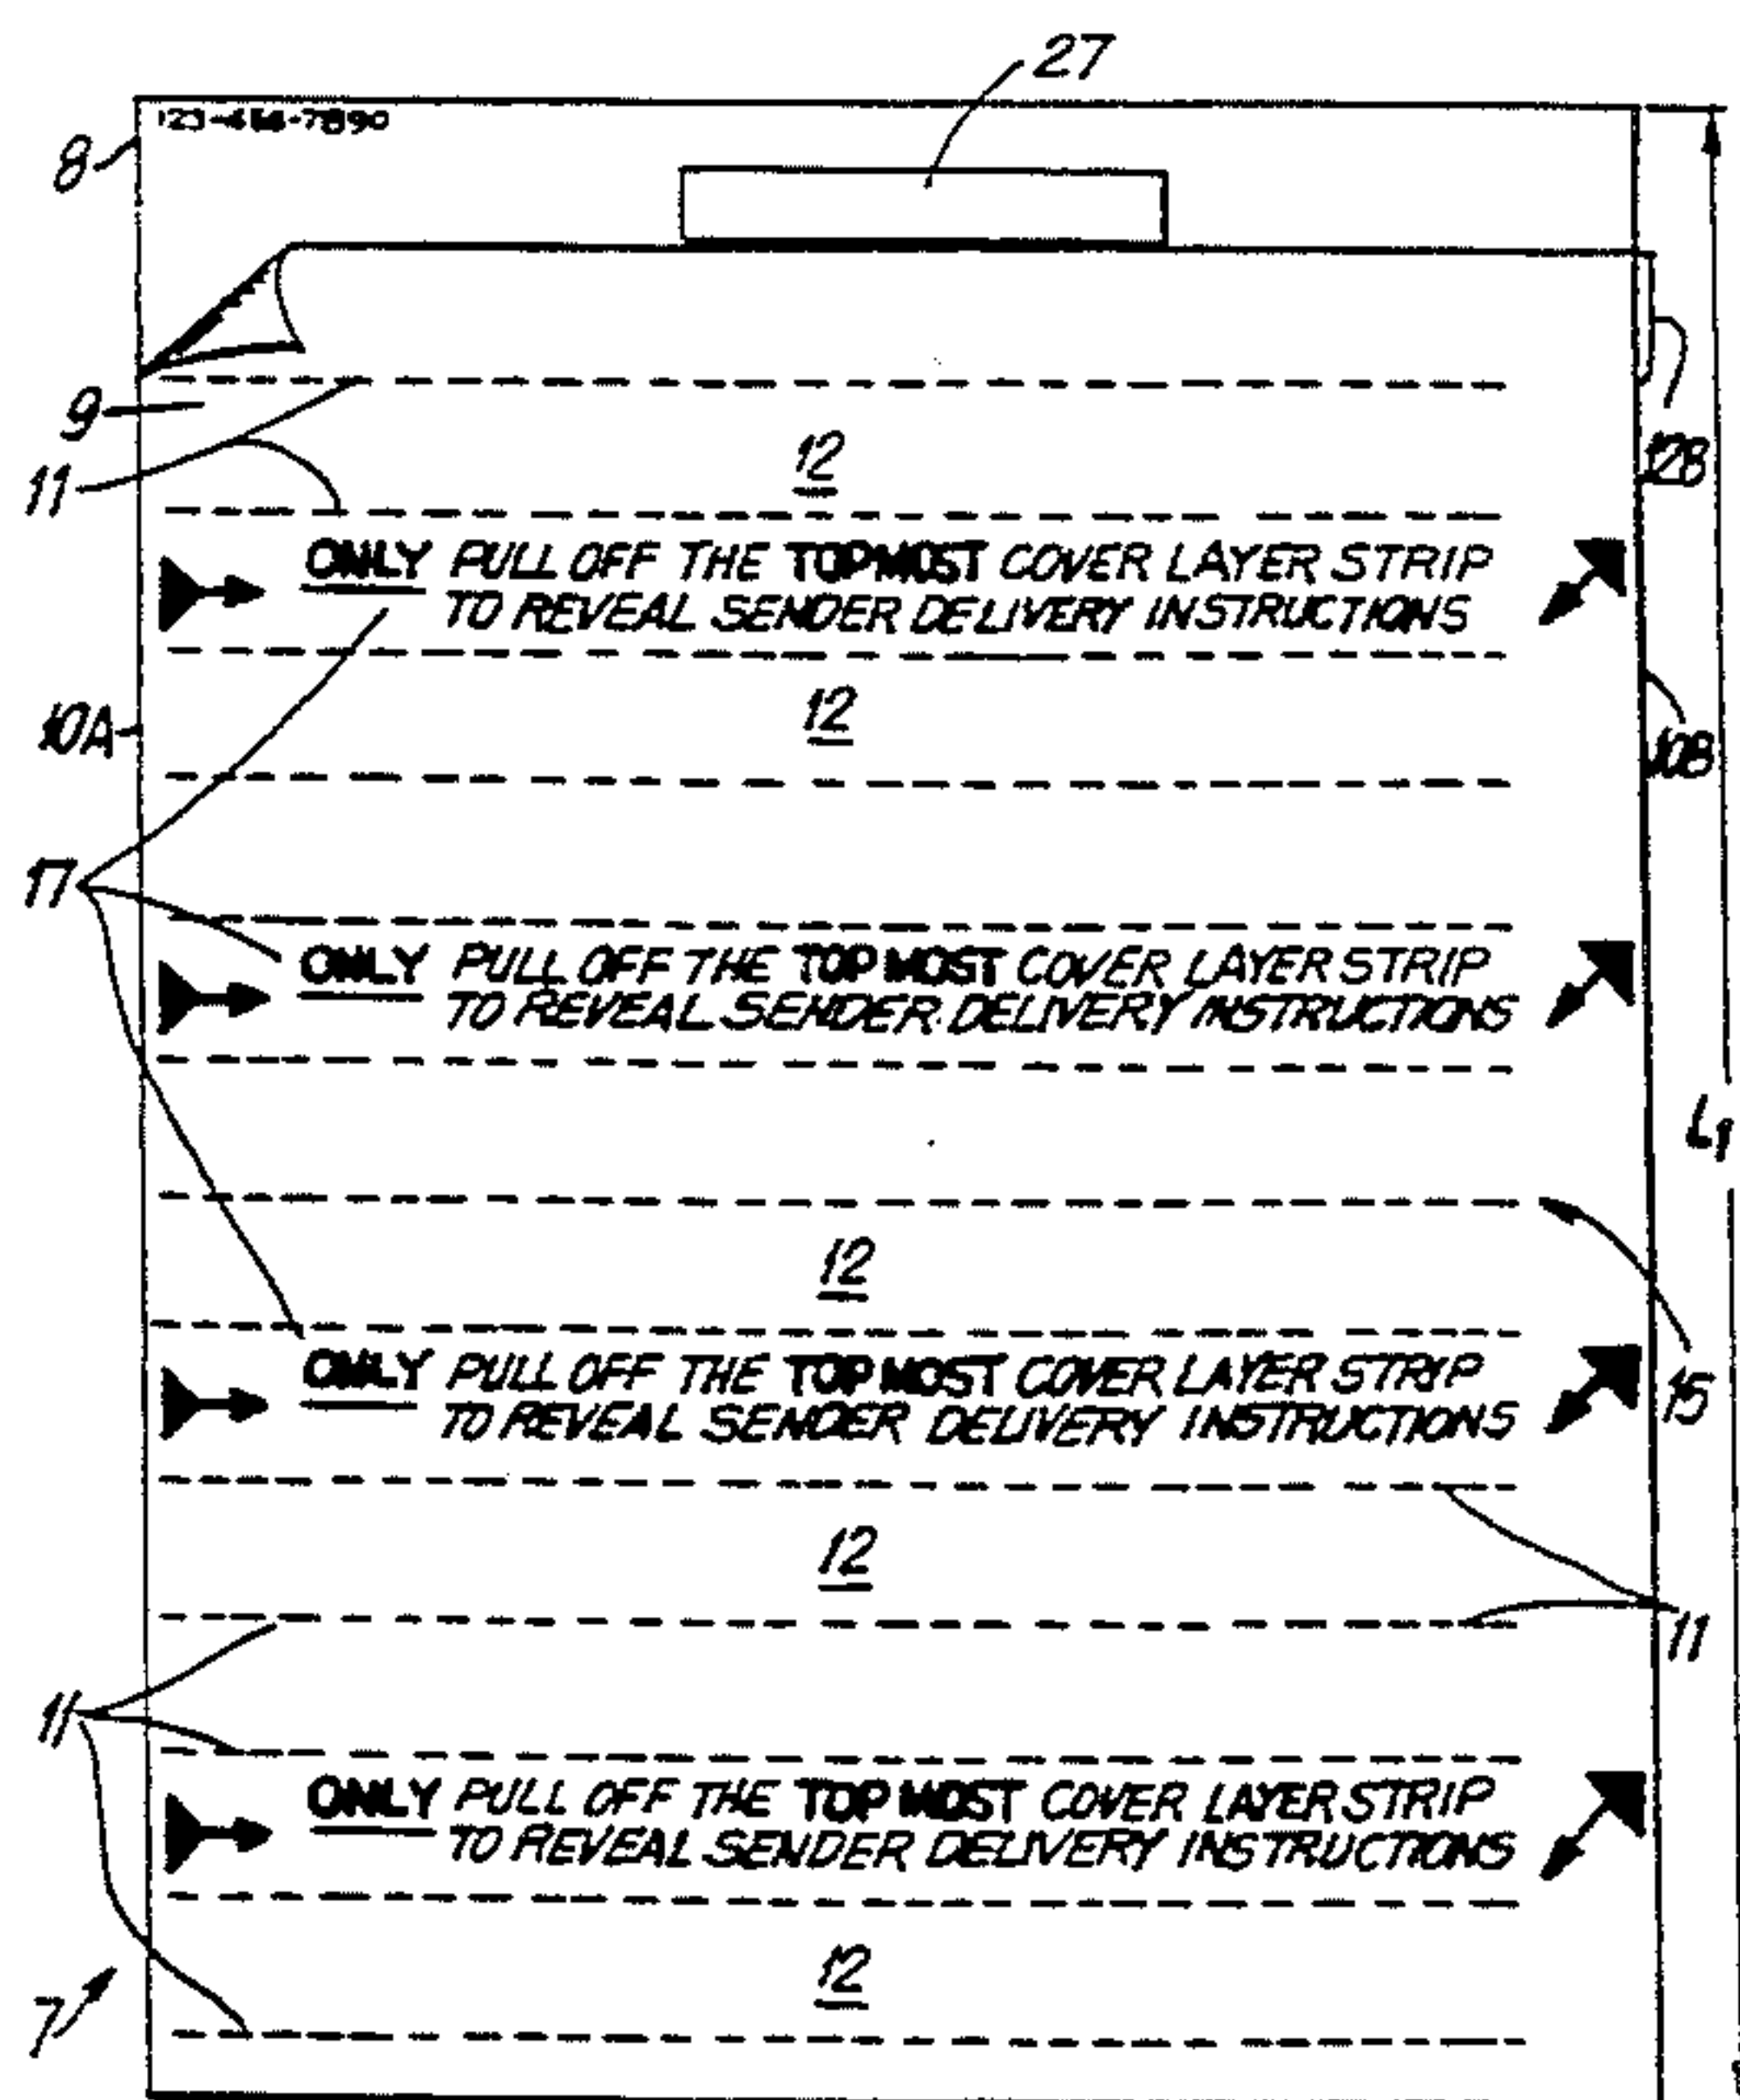 27
8
123-456-7890
9
128
11
12
ONLY PULL OFF THE TOPMOST COVER LAYER STRIP
TO REVEAL SENDER DELIVERY INSTRUCTIONS
12
10A
10B
17
ONLY PULL OFF THE TOP MOST COVER LAYER STRIP
TO REVEAL SENDER DELIVERY INSTRUCTIONS
L1
12
15
ONLY PULL OFF THE TOP MOST COVER LAYER STRIP
TO REVEAL SENDER DELIVERY INSTRUCTIONS
12
11
11
ONLY PULL OFF THE TOP MOST COVER LAYER STRIP
TO REVEAL SENDER DELIVERY INSTRUCTIONS
12
7